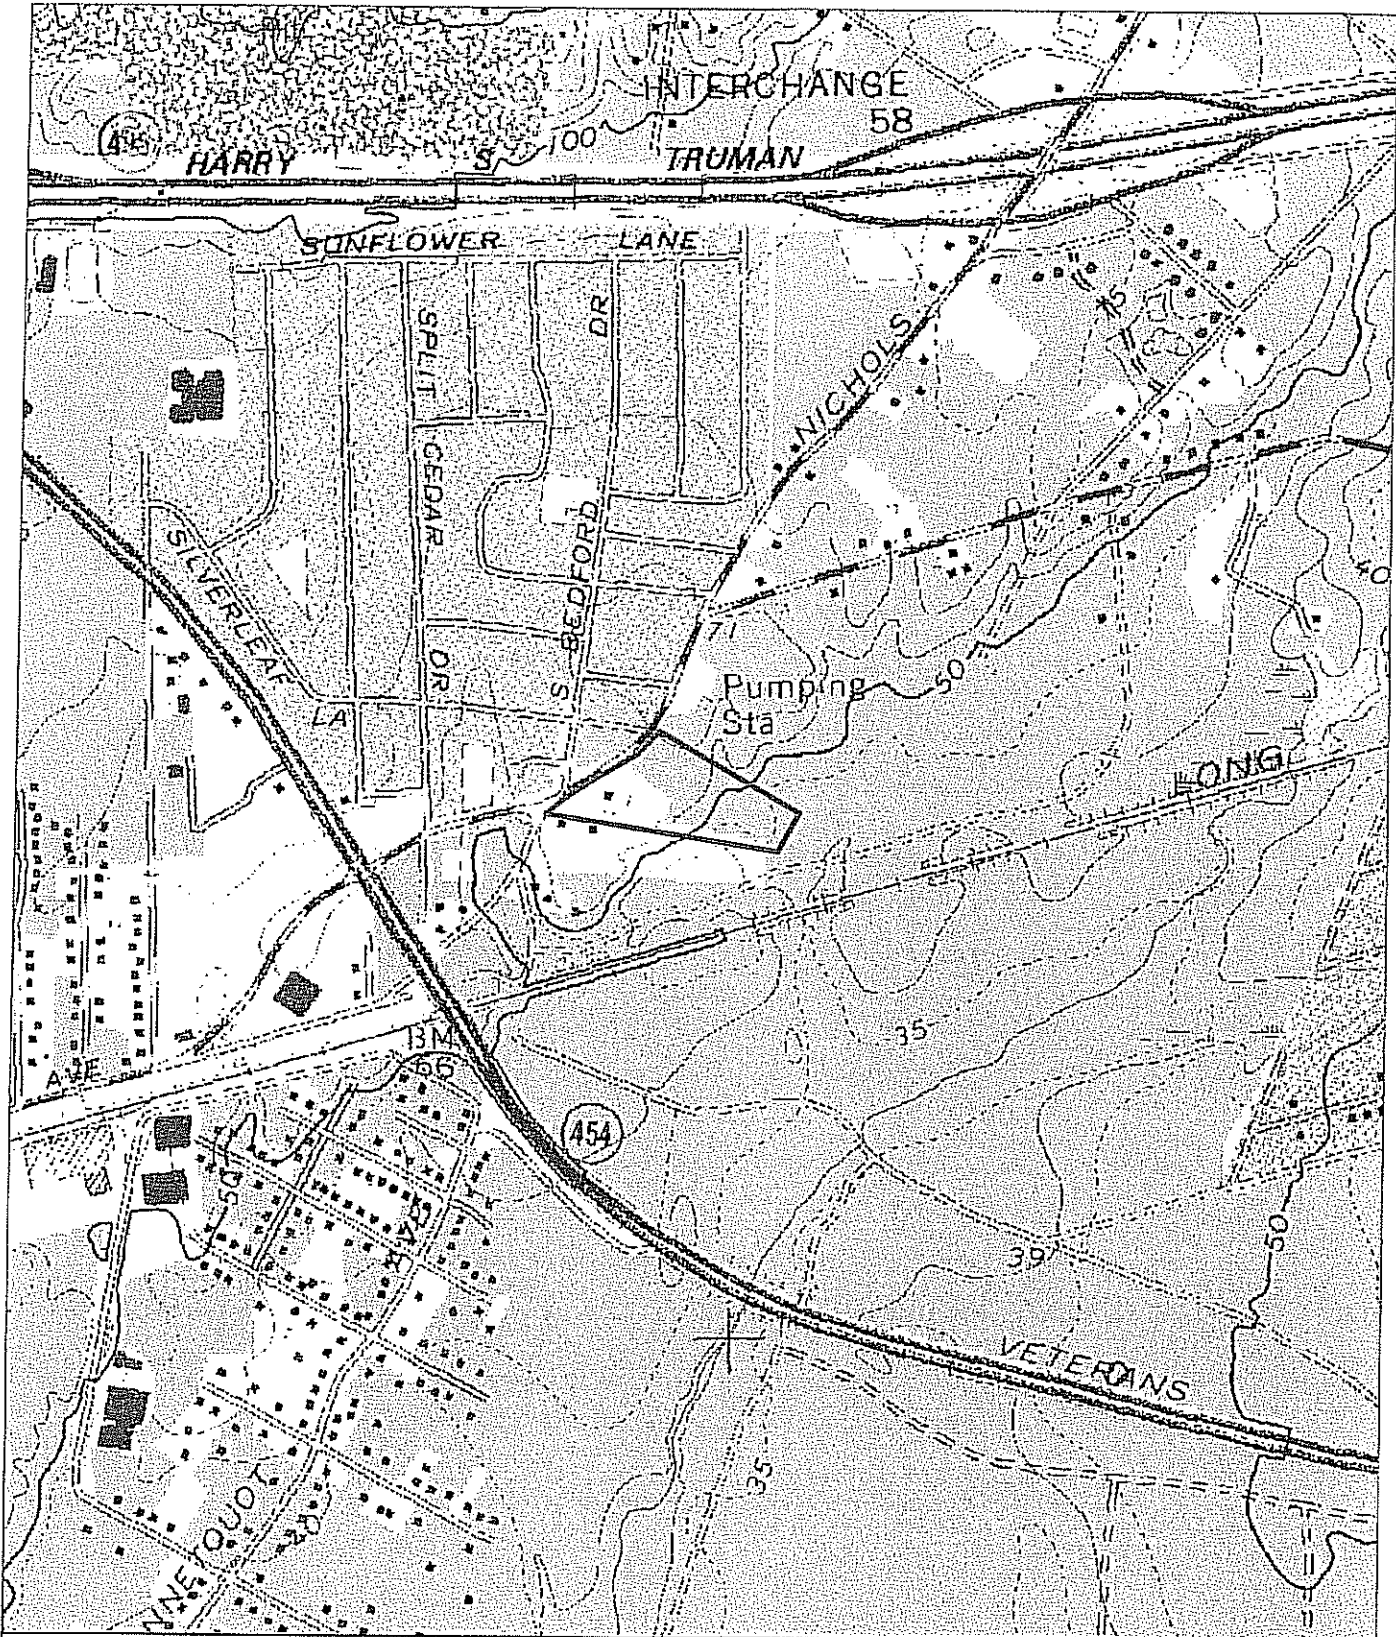 INTERCHANGE
58
100
HARRY S TRUMAN
SUNFLOWER LANE
SPLIT CEDAR DR
S BEDFORD DR
NICHOLS
SILVERLEAF LA
71
40
50
Pumping
Sta
LONG
AVE
BM
66
35
454
50
39
50
VETERANS
35